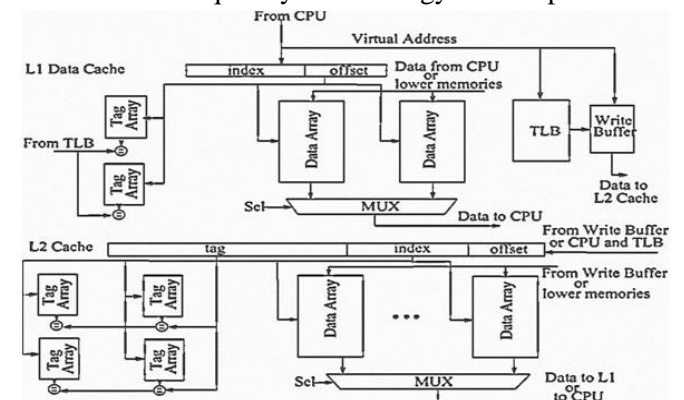 From CPU
Virtual Address
L1 Data Cache
index offset
Data from CPU
or
lower memories
Tag
Array
From TLB
Tag
Array
Data Array
Data Array
TLB
Write
Buffer
Data to
L2 Cache
Sel
MUX
Data to CPU
L2 Cache
tag index offset
From Write Buffer
or CPU and TLB
From Write Buffer
or
lower memories
Tag
Array
Tag
Array
Tag
Array
Tag
Array
Data Array
...
Data Array
Sel
MUX
Data to L1
or
to CPU